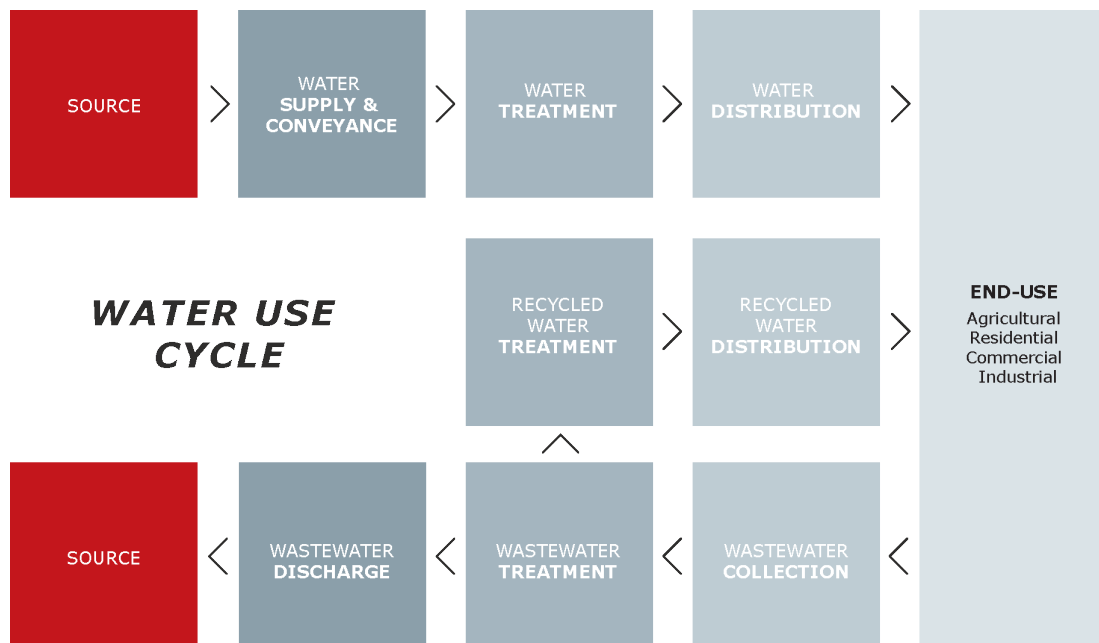 SOURCE
WATER
SUPPLY &
CONVEYANCE
WATER
TREATMENT
WATER
DISTRIBUTION
WATER USE
CYCLE
RECYCLED
WATER
TREATMENT
RECYCLED
WATER
DISTRIBUTION
END-USE
Agricultural
Residential
Commercial
Industrial
SOURCE
WASTEWATER
DISCHARGE
WASTEWATER
TREATMENT
WASTEWATER
COLLECTION